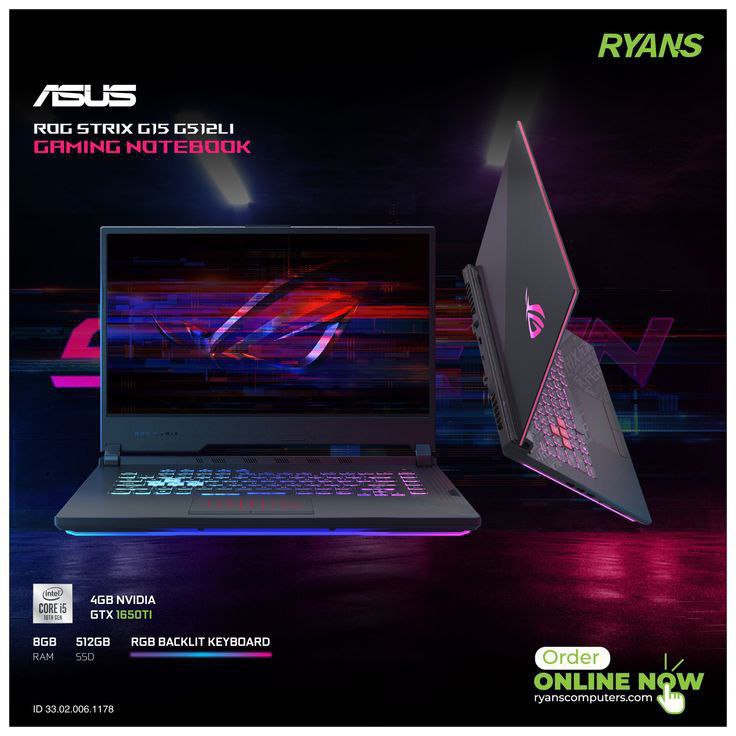 RYANS
ASUS
ROG STRIX G15 G512LI
GAMING NOTEBOOK
intel
CORE i5
10TH GEN
4GB NVIDIA
GTX 1650TI
8GB 512GB RGB BACKLIT KEYBOARD
RAM SSD
Order
ONLINE NOW
ryanscomputers.com
ID 33.02.006.1178